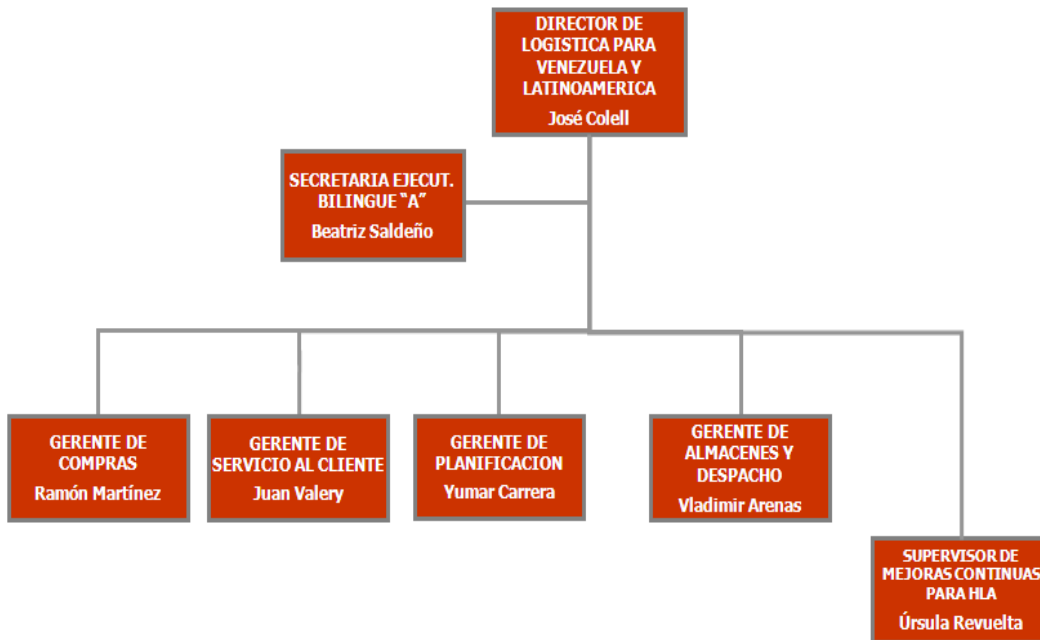 DIRECTOR DE
LOGISTICA PARA
VENEZUELA Y
LATINOAMERICA
José Colell
SECRETARIA EJECUT.
BILINGUE “A”
Beatriz Saldeño
GERENTE DE
COMPRAS
Ramón Martínez
GERENTE DE
SERVICIO AL CLIENTE
Juan Valery
GERENTE DE
PLANIFICACION
Yumar Carrera
GERENTE DE
ALMACENES Y
DESPACHO
Vladimir Arenas
SUPERVISOR DE
MEJORAS CONTINUAS
PARA HLA
Úrsula Revuelta